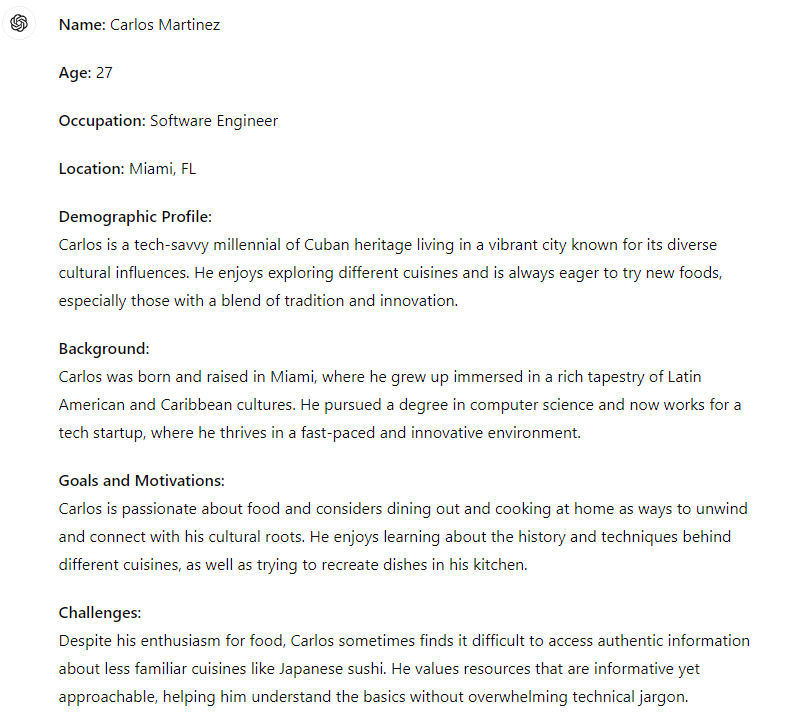 Name: Carlos Martinez
Age: 27
Occupation: Software Engineer
Location: Miami, FL
Demographic Profile:
Carlos is a tech-savvy millennial of Cuban heritage living in a vibrant city known for its diverse
cultural influences. He enjoys exploring different cuisines and is always eager to try new foods,
especially those with a blend of tradition and innovation.
Background:
Carlos was born and raised in Miami, where he grew up immersed in a rich tapestry of Latin
American and Caribbean cultures. He pursued a degree in computer science and now works for a
tech startup, where he thrives in a fast-paced and innovative environment.
Goals and Motivations:
Carlos is passionate about food and considers dining out and cooking at home as ways to unwind
and connect with his cultural roots. He enjoys learning about the history and techniques behind
different cuisines, as well as trying to recreate dishes in his kitchen.
Challenges:
Despite his enthusiasm for food, Carlos sometimes finds it difficult to access authentic information
about less familiar cuisines like Japanese sushi. He values resources that are informative yet
approachable, helping him understand the basics without overwhelming technical jargon.